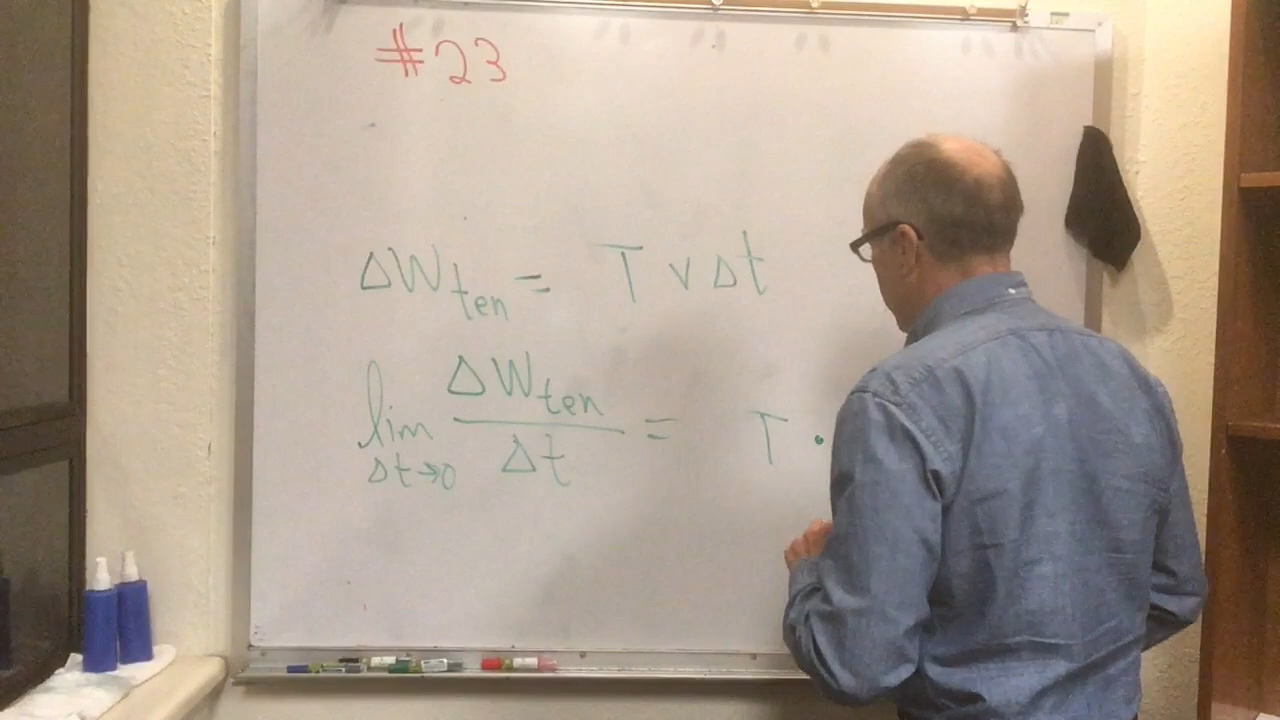 #23
ΔW_ten = T v Δt
lim Δt→0 ΔW_ten / Δt = T ·